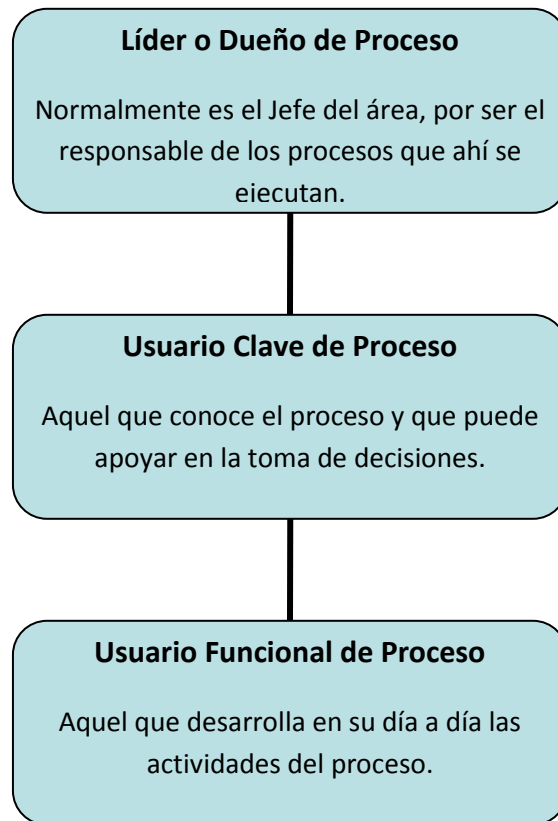 Líder o Dueño de Proceso
Normalmente es el Jefe del área, por ser el
responsable de los procesos que ahí se
ejecutan.
Usuario Clave de Proceso
Aquel que conoce el proceso y que puede
apoyar en la toma de decisiones.
Usuario Funcional de Proceso
Aquel que desarrolla en su día a día las
actividades del proceso.